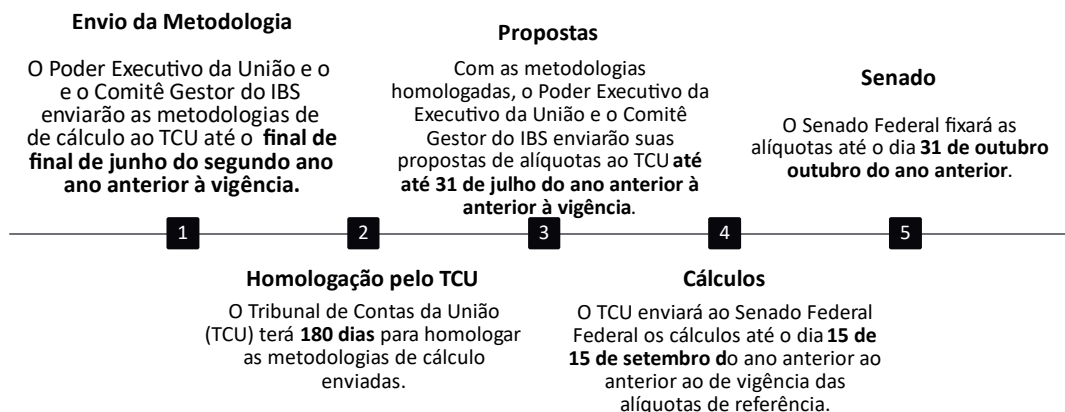 Envio da Metodologia
O Poder Executivo da União e o
e o Comitê Gestor do IBS
enviarão as metodologias de
de cálculo ao TCU até o final de
final de junho do segundo ano
ano anterior à vigência.
1
Homologação pelo TCU
O Tribunal de Contas da União
(TCU) terá 180 dias para homologar
as metodologias de cálculo
enviadas.
2
Propostas
Com as metodologias
homologadas, o Poder Executivo da
Executivo da União e o Comitê
Gestor do IBS enviarão suas
propostas de alíquotas ao TCU até
até 31 de julho do ano anterior à
anterior à vigência.
3
Cálculos
O TCU enviará ao Senado Federal
Federal os cálculos até o dia 15 de
15 de setembro do ano anterior ao
anterior ao de vigência das
alíquotas de referência.
4
Senado
O Senado Federal fixará as
alíquotas até o dia 31 de outubro
outubro do ano anterior.
5